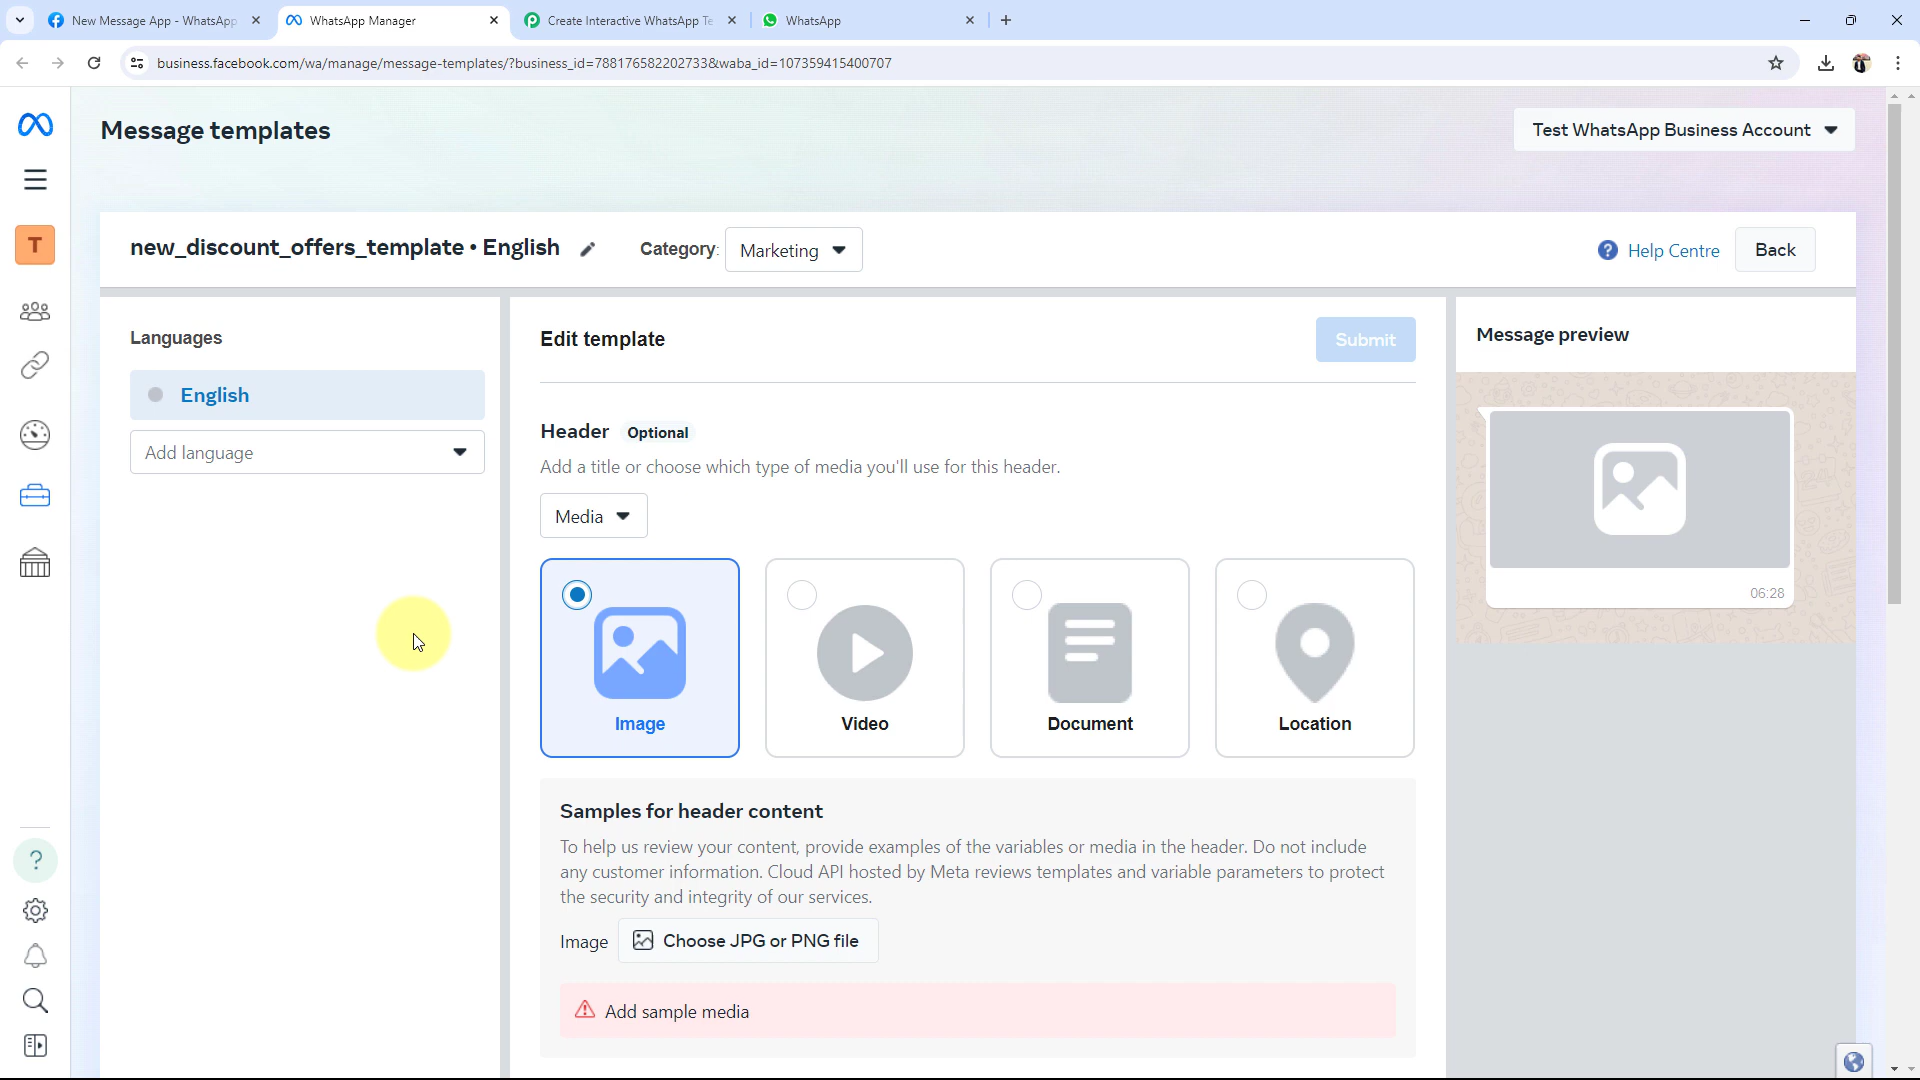 New Message App - WhatsApp
WhatsApp Manager
Create Interactive WhatsApp Te
WhatsApp
business.facebook.com/wa/manage/message-templates/?business_id=788176582202733&waba_id=107359415400707
Message templates
Test WhatsApp Business Account
T
new_discount_offers_template • English
Category:
Marketing
Help Centre
Back
Languages
English
Add language
Edit template
Submit
Header Optional
Add a title or choose which type of media you'll use for this header.
Media
Image
Video
Document
Location
Samples for header content
To help us review your content, provide examples of the variables or media in the header. Do not include
any customer information. Cloud API hosted by Meta reviews templates and variable parameters to protect
the security and integrity of our services.
Image
Choose JPG or PNG file
Add sample media
Message preview
06:28